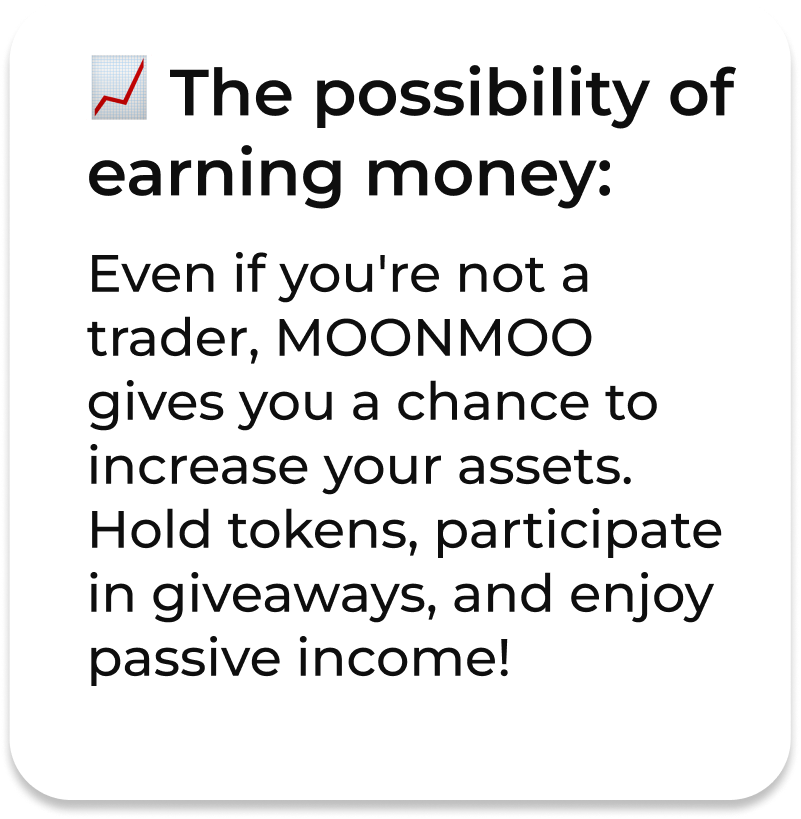 📈 The possibility of
earning money:
Even if you're not a
trader, MOONMOO
gives you a chance to
increase your assets.
Hold tokens, participate
in giveaways, and enjoy
passive income!